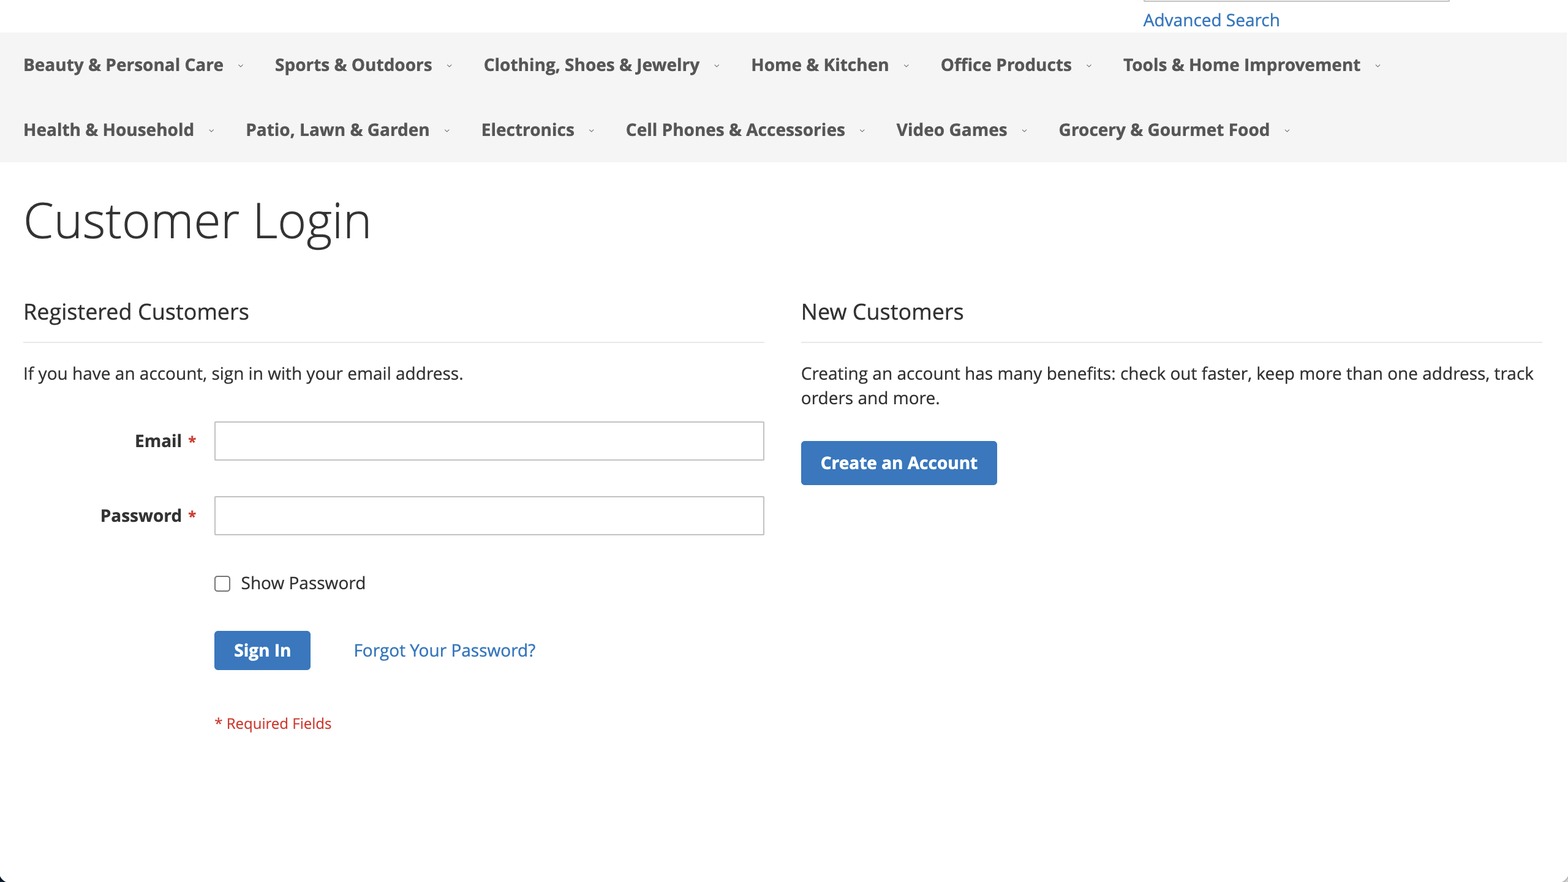 Advanced Search
Beauty & Personal Care Sports & Outdoors Clothing, Shoes & Jewelry Home & Kitchen Office Products Tools & Home Improvement
Health & Household Patio, Lawn & Garden Electronics Cell Phones & Accessories Video Games Grocery & Gourmet Food
Customer Login
Registered Customers
If you have an account, sign in with your email address.
Email *
Password *
Show Password
Sign In Forgot Your Password?
* Required Fields
New Customers
Creating an account has many benefits: check out faster, keep more than one address, track
orders and more.
Create an Account